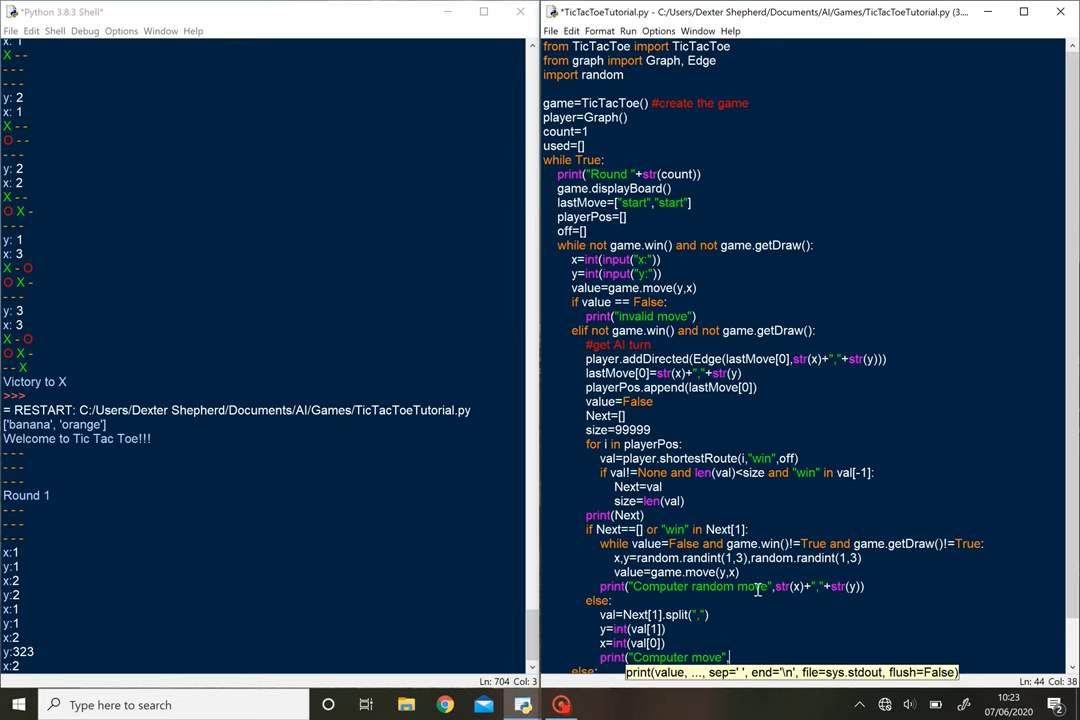 *Python 3.8.3 Shell*
File Edit Shell Debug Options Window Help
x: 1
X - -
- - -
- - -
y: 2
x: 1
X - -
O - -
- - -
y: 2
x: 2
X - -
O X -
- - -
y: 1
x: 3
X - O
O X -
- - -
y: 3
x: 3
X - O
O X -
- - X
Victory to X
>>>
= RESTART: C:/Users/Dexter Shepherd/Documents/AI/Games/TicTacToeTutorial.py
['banana', 'orange']
Welcome to Tic Tac Toe!!!
- - -
- - -
- - -
Round 1
- - -
- - -
- - -
x:1
y:1
x:2
y:2
x:1
y:1
x:2
y:323
x:2
Ln: 704 Col: 3
*TicTacToeTutorial.py - C:/Users/Dexter Shepherd/Documents/AI/Games/TicTacToeTutorial.py (3....
File Edit Format Run Options Window Help
from TicTacToe import TicTacToe
from graph import Graph, Edge
import random
game=TicTacToe() #create the game
player=Graph()
count=1
used=[]
while True:
print("Round "+str(count))
game.displayBoard()
lastMove=["start","start"]
playerPos=[]
off=[]
while not game.win() and not game.getDraw():
x=int(input("x:"))
y=int(input("y:"))
value=game.move(y,x)
if value == False:
print("invalid move")
elif not game.win() and not game.getDraw():
#get AI turn
player.addDirected(Edge(lastMove[0],str(x)+","+str(y)))
lastMove[0]=str(x)+","+str(y)
playerPos.append(lastMove[0])
value=False
Next=[]
size=99999
for i in playerPos:
val=player.shortestRoute(i,"win",off)
if val!=None and len(val)<size and "win" in val[-1]:
Next=val
size=len(val)
print(Next)
if Next==[] or "win" in Next[1]:
while value=False and game.win()!=True and game.getDraw()!=True:
x,y=random.randint(1,3),random.randint(1,3)
value=game.move(y,x)
print("Computer random move",str(x)+","+str(y))
else:
val=Next[1].split(",")
y=int(val[1])
x=int(val[0])
print("Computer move",
else:
print(value, ..., sep=' ', end='\n', file=sys.stdout, flush=False)
Ln: 44 Col: 38
Type here to search
10:23
07/06/2020
2